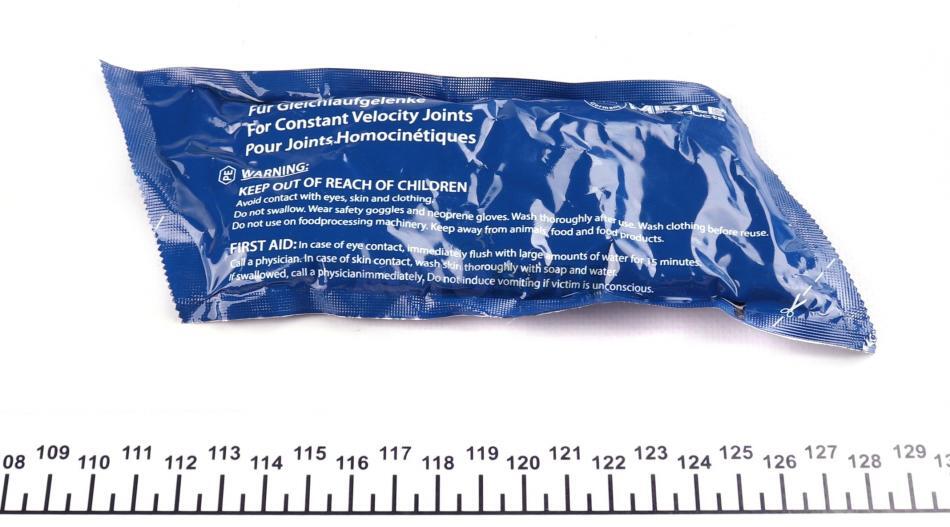 Für Gleichlaufgelenke
For Constant Velocity Joints
Pour Joints Homocinétiques
MEYLE
products
PE
WARNING:
KEEP OUT OF REACH OF CHILDREN
Avoid contact with eyes, skin and clothing.
Do not swallow. Wear safety goggles and neoprene gloves. Wash thoroughly after use. Wash clothing before reuse.
Do not use on foodprocessing machinery. Keep away from animals, food and food products.
FIRST AID: In case of eye contact, immediately flush with large amounts of water for 15 minutes.
Call a physician. In case of skin contact, wash skin thoroughly with soap and water.
If swallowed, call a physicianimmediately, Do not induce vomiting if victim is unconscious.
08 109 110 111 112 113 114 115 116 117 118 119 120 121 122 123 124 125 126 127 128 129